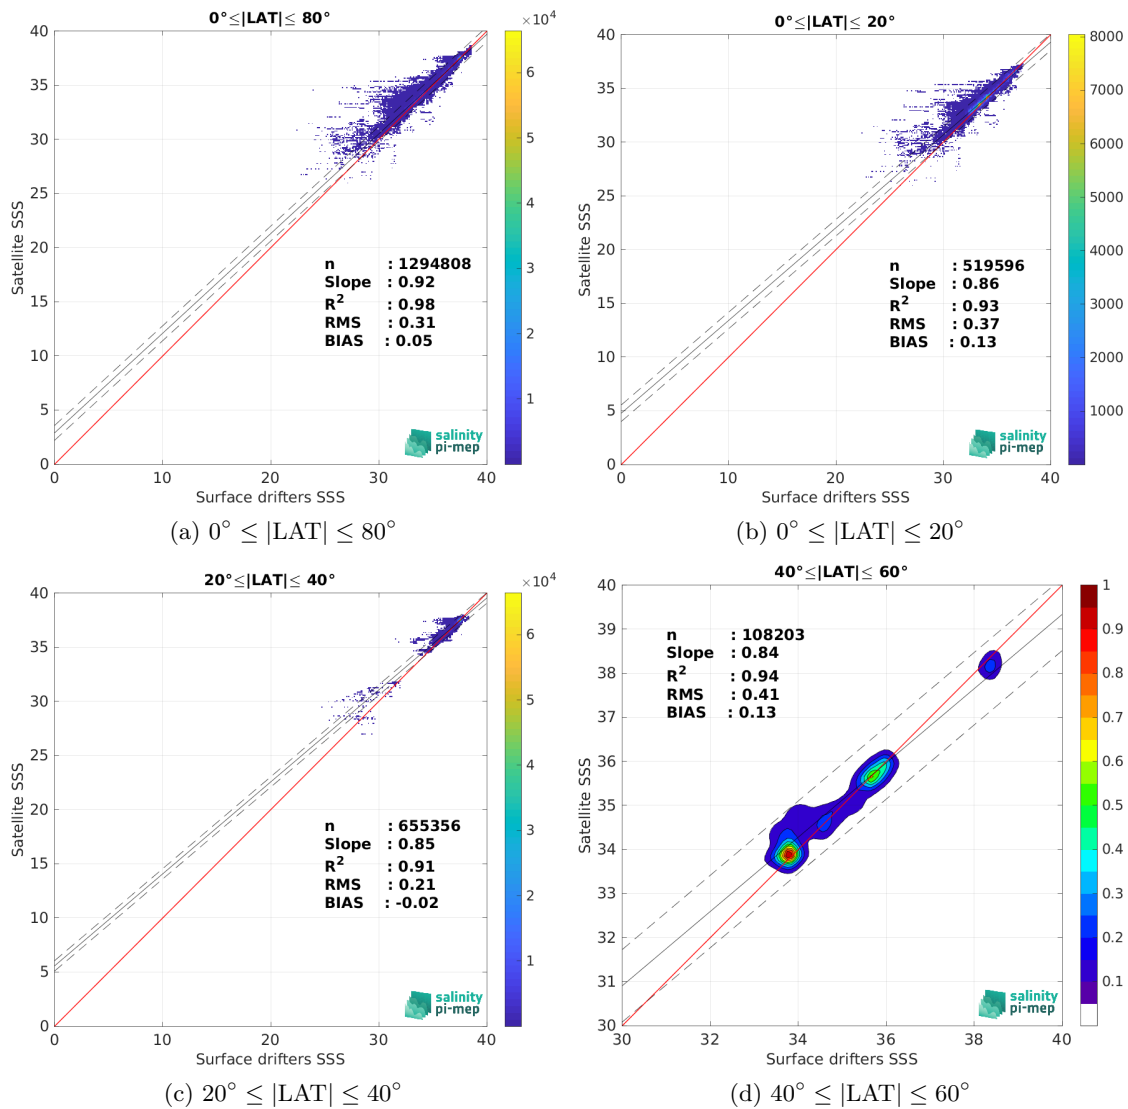 0°≤|LAT|≤ 80°
×10⁴
40
35
30
25
20
15
10
5
0
Satellite SSS
n : 1294808
Slope : 0.92
R² : 0.98
RMS : 0.31
BIAS : 0.05
salinity
pi-mep
0 10 20 30 40
Surface drifters SSS
6
5
4
3
2
1
(a) 0° ≤ |LAT| ≤ 80°
0°≤|LAT|≤ 20°
40
35
30
25
20
15
10
5
0
Satellite SSS
n : 519596
Slope : 0.86
R² : 0.93
RMS : 0.37
BIAS : 0.13
salinity
pi-mep
0 10 20 30 40
Surface drifters SSS
8000
7000
6000
5000
4000
3000
2000
1000
(b) 0° ≤ |LAT| ≤ 20°
20°≤|LAT|≤ 40°
×10⁴
40
35
30
25
20
15
10
5
0
Satellite SSS
n : 655356
Slope : 0.85
R² : 0.91
RMS : 0.21
BIAS : -0.02
salinity
pi-mep
0 10 20 30 40
Surface drifters SSS
6
5
4
3
2
1
(c) 20° ≤ |LAT| ≤ 40°
40°≤|LAT|≤ 60°
40
39
38
37
36
35
34
33
32
31
30
Satellite SSS
n : 108203
Slope : 0.84
R² : 0.94
RMS : 0.41
BIAS : 0.13
salinity
pi-mep
30 32 34 36 38 40
Surface drifters SSS
1
0.9
0.8
0.7
0.6
0.5
0.4
0.3
0.2
0.1
(d) 40° ≤ |LAT| ≤ 60°